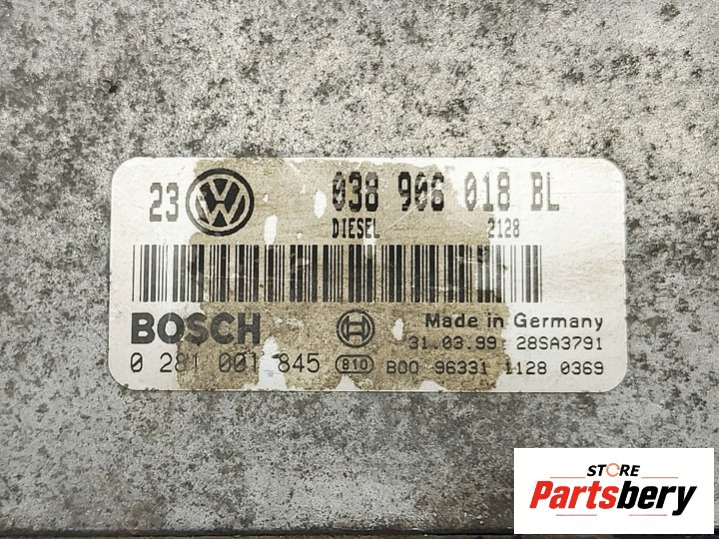 23 VW 038 906 018 BL
DIESEL 2128
BOSCH Made in Germany
31.03.99 28SA3791
0 281 001 845 810 B00 96331 1128 0369
STORE
Partsbery